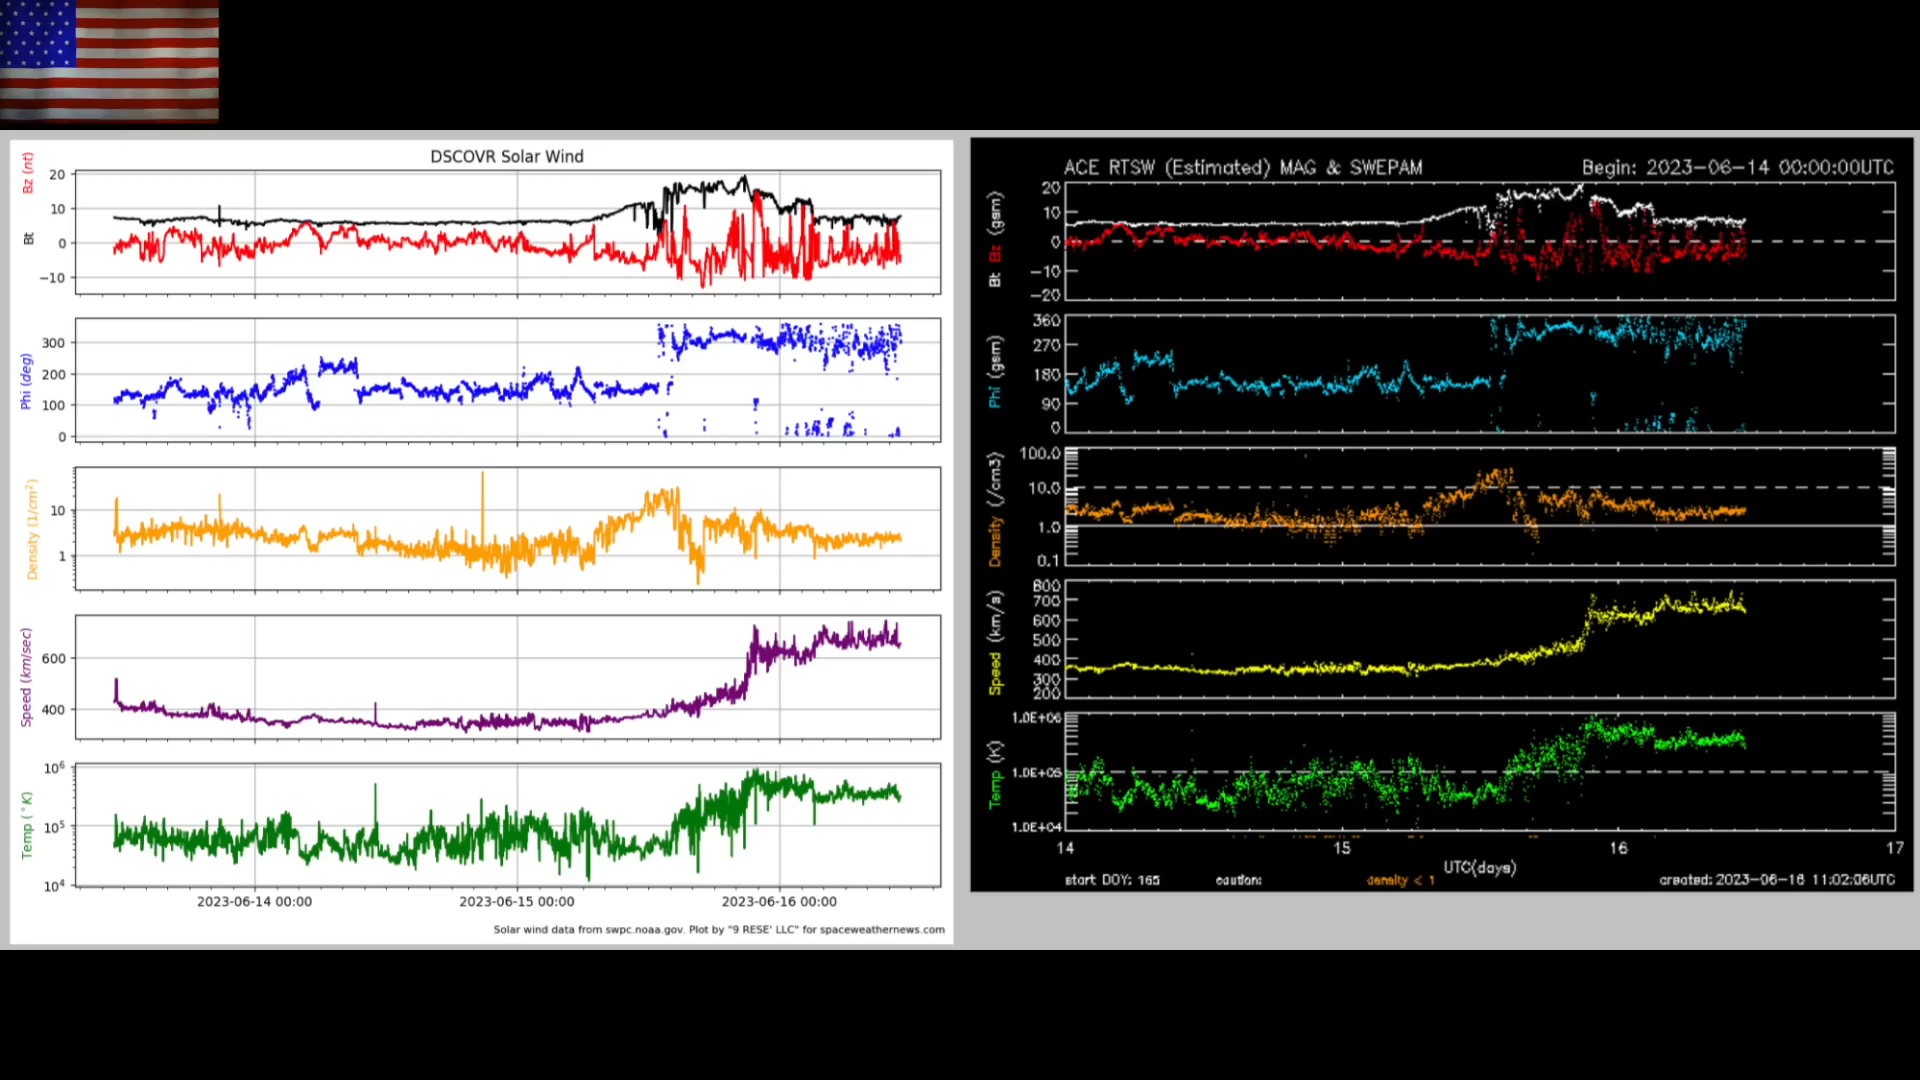 DSCOVR Solar Wind
Bz (nt)
Bt
20
10
0
−10
Phi (deg)
300
200
100
0
Density (1/cm²)
10
1
Speed (km/sec)
600
400
Temp (°K)
10⁶
10⁵
10⁴
2023-06-14 00:00
2023-06-15 00:00
2023-06-16 00:00
Solar wind data from swpc.noaa.gov. Plot by "9 RESE' LLC" for spaceweathernews.com
ACE RTSW (Estimated) MAG & SWEPAM
Begin: 2023-06-14 00:00:00UTC
Bt Bz (gsm)
20
10
0
-10
-20
Phi (gsm)
360
270
180
90
0
Density (/cm3)
100.0
10.0
1.0
0.1
Speed (km/s)
800
700
600
500
400
300
200
Temp (K)
1.0E+06
1.0E+05
1.0E+04
14
15
16
17
UTC(days)
start DOY: 165
caution:
density < 1
created: 2023-06-16 11:02:06UTC